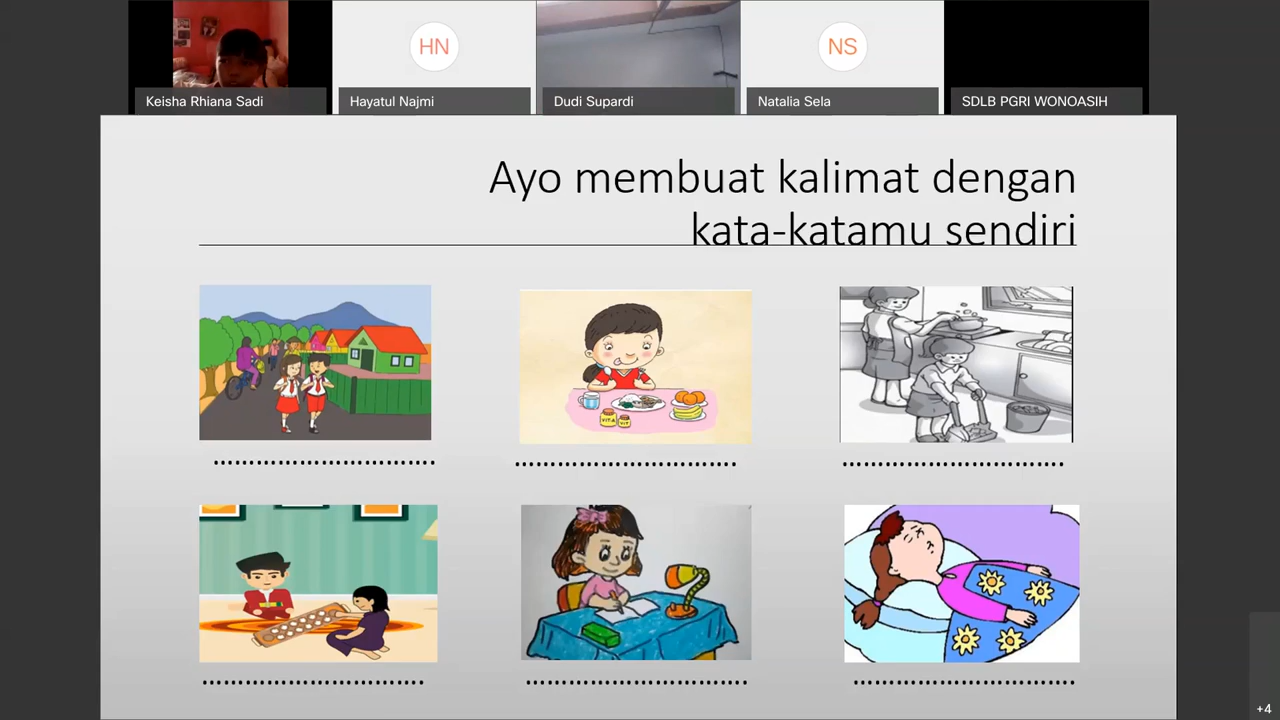 HN
NS
Keisha Rhiana Sadi
Hayatul Najmi
Dudi Supardi
Natalia Sela
SDLB PGRI WONOASIH
Ayo membuat kalimat dengan
kata-katamu sendiri
+4